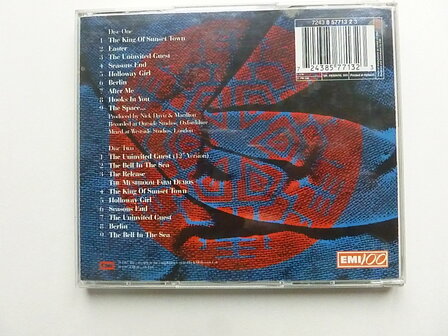 7243 8 57713 2 3
Disc One
1 The King Of Sunset Town
2 Easter
3 The Uninvited Guest
4 Seasons End
5 Holloway Girl
6 Berlin
7 After Me
8 Hooks In You
9 The Space...
Produced by Nick Davis & Marillion
Recorded at Outside Studios, Oxfordshire
Mixed at Westside Studios, London
7 24385 77132 3
Disc Two
1 The Uninvited Guest (12" Version)
2 The Bell In The Sea
3 The Release
The Mushroom Farm Demos
4 The King Of Sunset Town
5 Holloway Girl
6 Seasons End
7 The Uninvited Guest
8 Berlin
9 The Bell In The Sea
EMI
EMI100